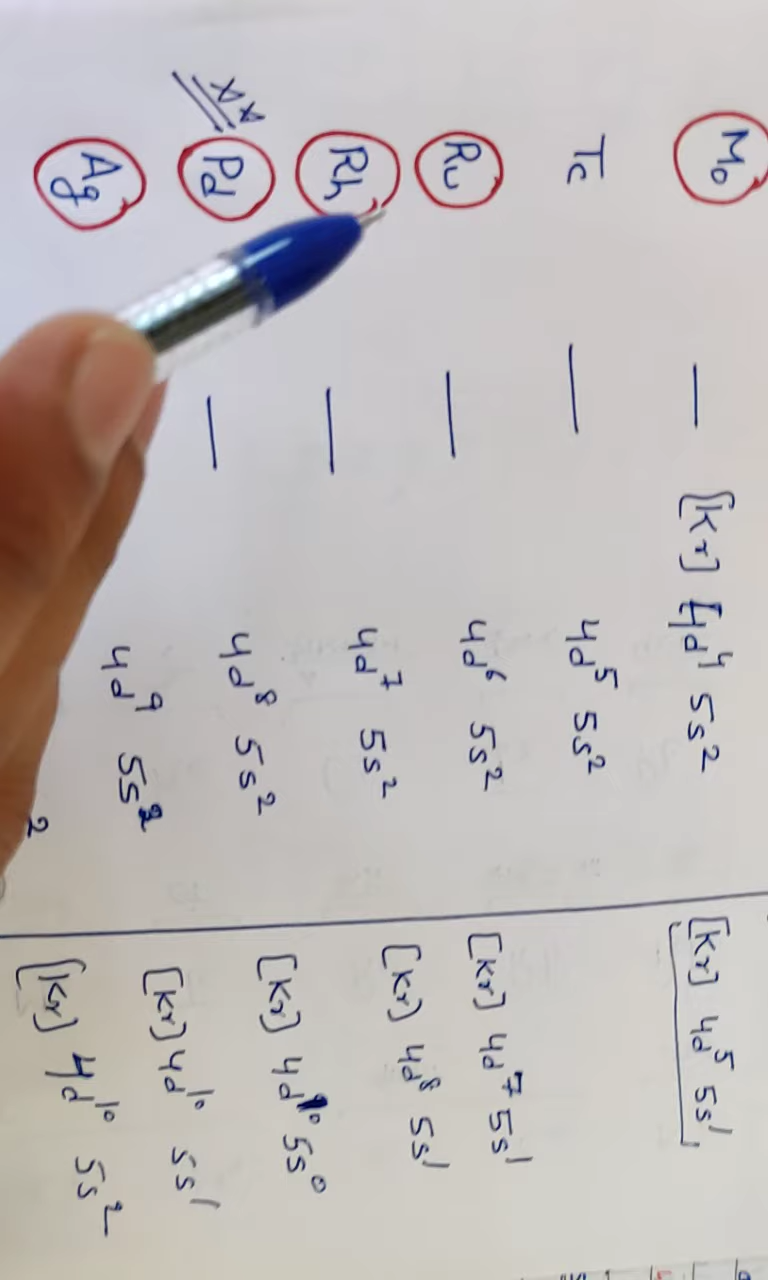 Mo — [Kr] 4d⁴ 5s² [Kr] 4d⁵ 5s¹
Tc — 4d⁵ 5s²
Ru — 4d⁶ 5s² [Kr] 4d⁷ 5s¹
Rh — 4d⁷ 5s² [Kr] 4d⁸ 5s¹
Pd — 4d⁸ 5s² [Kr] 4d¹⁰ 5s⁰
Ag 4d⁹ 5s² [Kr] 4d¹⁰ 5s¹
2 [Kr] 4d¹⁰ 5s²